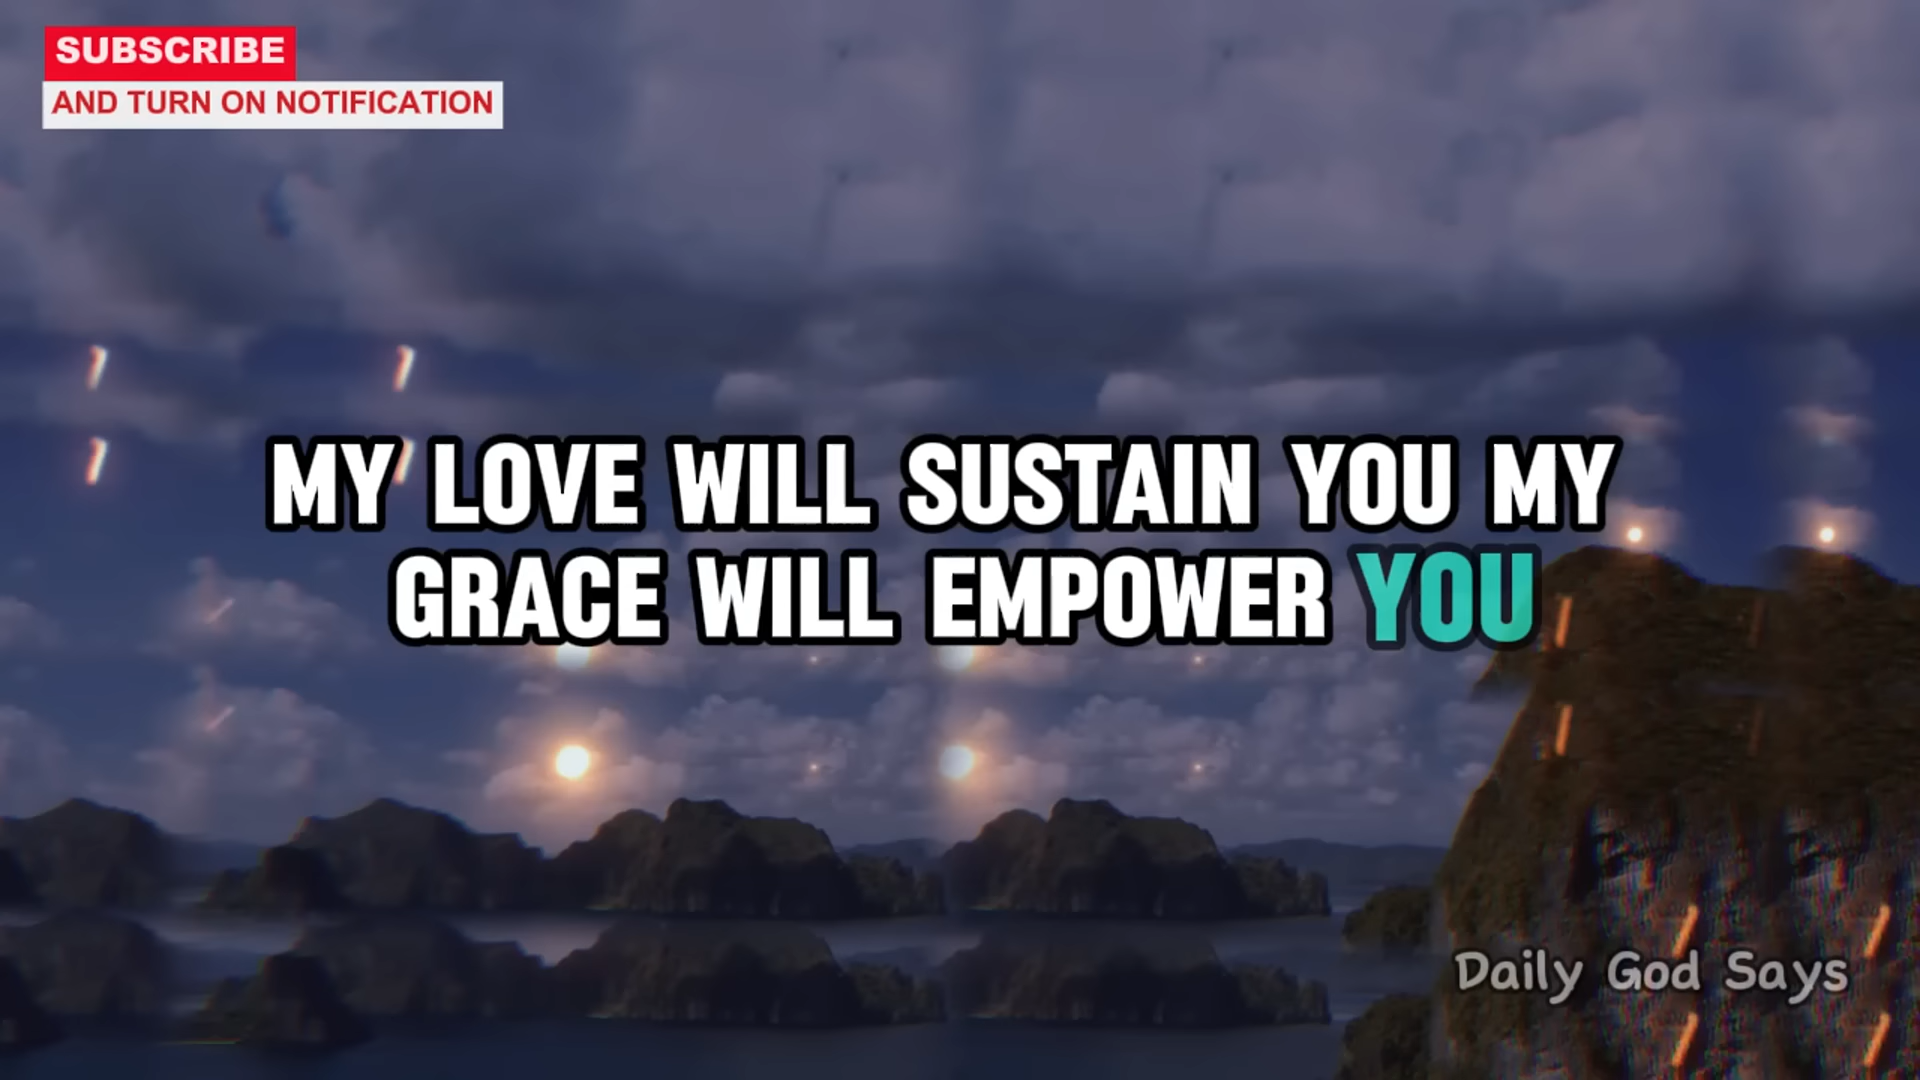 SUBSCRIBE
AND TURN ON NOTIFICATION
MY LOVE WILL SUSTAIN YOU MY
GRACE WILL EMPOWER YOU
Daily God Says